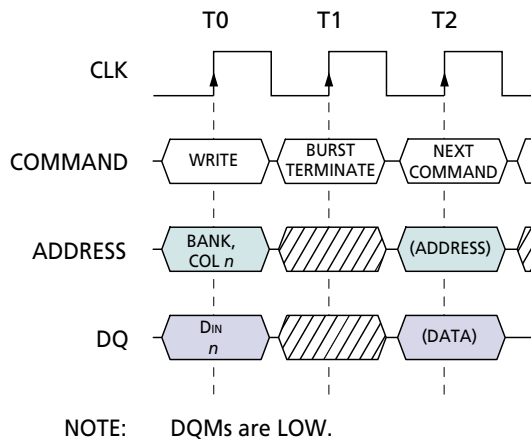 T0 T1 T2
CLK
COMMAND WRITE BURST TERMINATE NEXT COMMAND
ADDRESS BANK, COL n (ADDRESS)
DQ DIN n (DATA)
NOTE: DQMs are LOW.